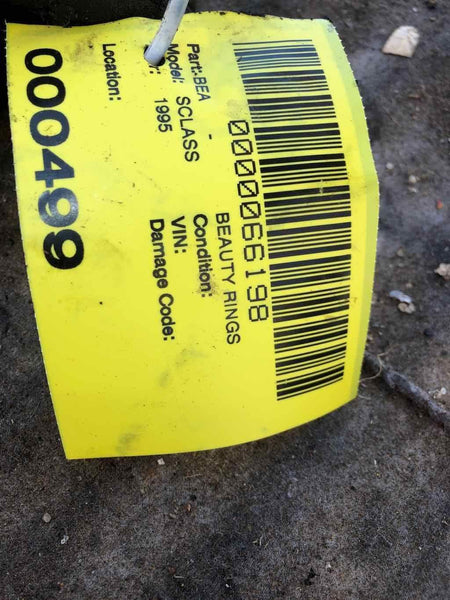 0000066198
Part:.BEA - BEAUTY RINGS
Model: SCLASS Condition:
1995 VIN:
Damage Code:
Location:
000499